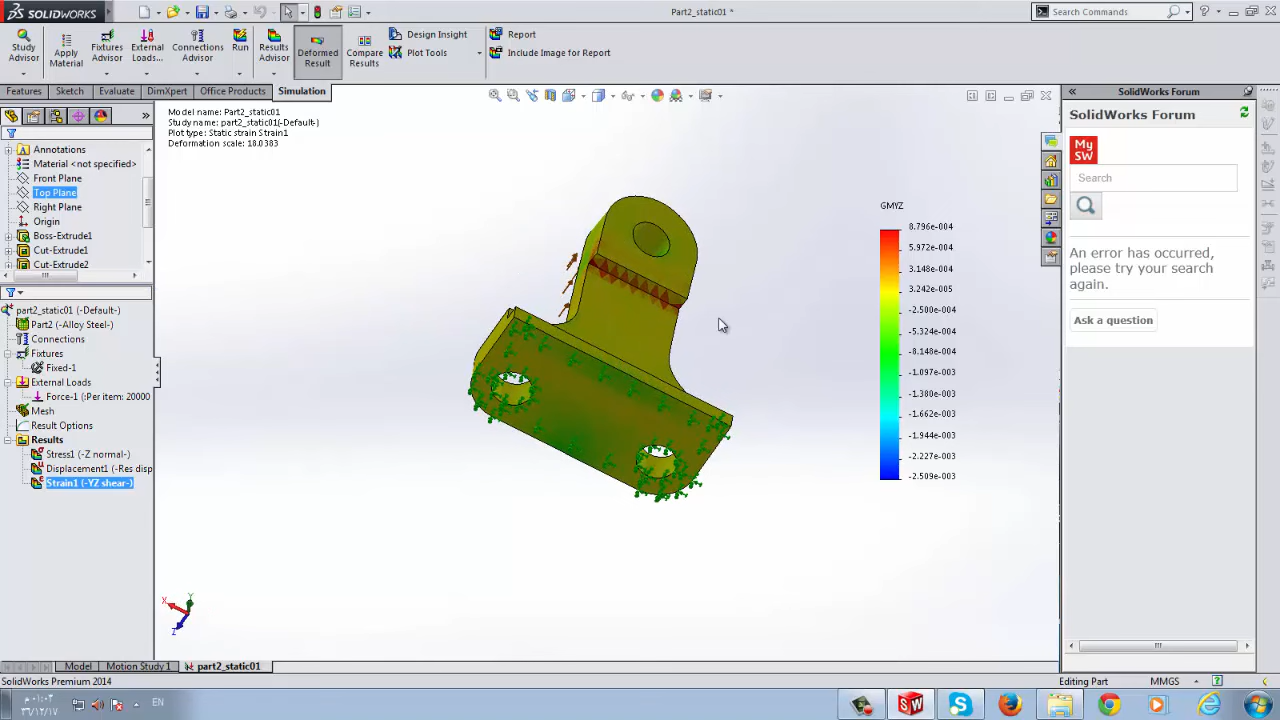 SOLIDWORKS
Part2_static01 *
Search Commands
Study Advisor
Apply Material
Fixtures Advisor
External Loads...
Connections Advisor
Run
Results Advisor
Deformed Result
Compare Results
Design Insight
Plot Tools
Report
Include Image for Report
Features
Sketch
Evaluate
DimXpert
Office Products
Simulation
Model name: Part2_static01
Study name: part2_static01(-Default-)
Plot type: Static strain Strain1
Deformation scale: 18.0383
Annotations
Material <not specified>
Front Plane
Top Plane
Right Plane
Origin
Boss-Extrude1
Cut-Extrude1
Cut-Extrude2
part2_static01 (-Default-)
Part2 (-Alloy Steel-)
Connections
Fixtures
Fixed-1
External Loads
Force-1 (:Per item: 20000
Mesh
Result Options
Results
Stress1 (-Z normal-)
Displacement1 (-Res disp
Strain1 (-YZ shear-)
GMYZ
8.796e-004
5.972e-004
3.148e-004
3.242e-005
-2.500e-004
-5.324e-004
-8.148e-004
-1.097e-003
-1.380e-003
-1.662e-003
-1.944e-003
-2.227e-003
-2.509e-003
X
Y
Z
SolidWorks Forum
SolidWorks Forum
My SW
Search
An error has occurred,
please try your search
again.
Ask a question
Model
Motion Study 1
part2_static01
SolidWorks Premium 2014
Editing Part
MMGS
EN